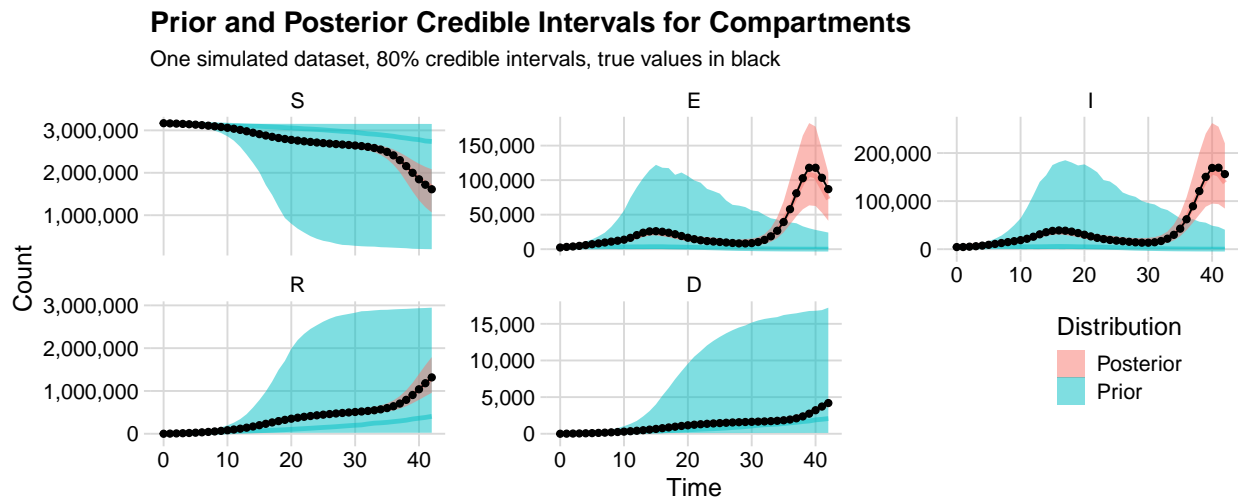 Prior and Posterior Credible Intervals for Compartments
One simulated dataset, 80% credible intervals, true values in black
S
E
I
3,000,000
2,000,000
1,000,000
150,000
100,000
50,000
0
200,000
100,000
0
0 10 20 30 40
Count
R
D
3,000,000
2,000,000
1,000,000
0
15,000
10,000
5,000
0
0 10 20 30 40
0 10 20 30 40
Time
Distribution
Posterior
Prior